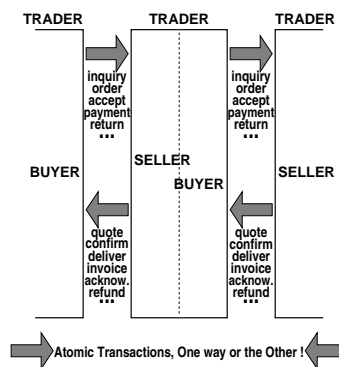 TRADER TRADER TRADER
inquiry
order
accept
payment
return
...
inquiry
order
accept
payment
return
...
BUYER
SELLER
BUYER
SELLER
quote
confirm
deliver
invoice
acknow.
refund
quote
confirm
deliver
invoice
acknow.
refund
Atomic Transactions, One way or the Other !